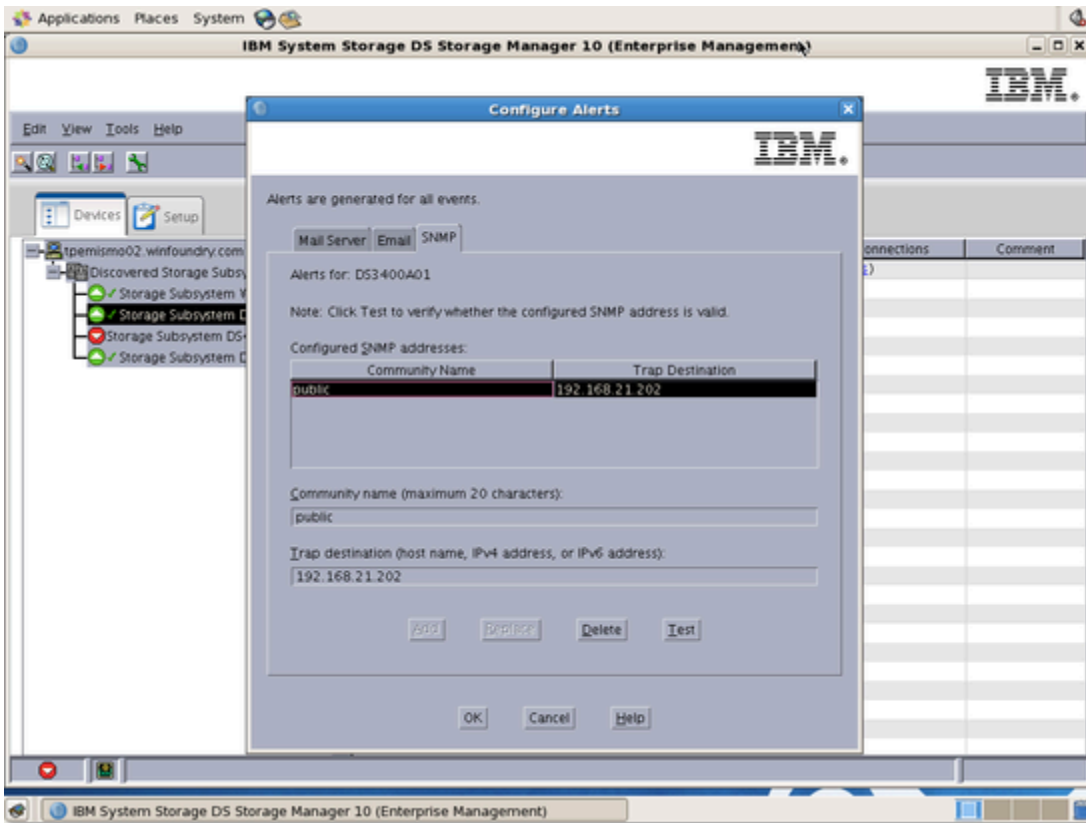 Applications Places System
IBM System Storage DS Storage Manager 10 (Enterprise Management)
IBM.
Configure Alerts
Edit View Tools Help
IBM.
Alerts are generated for all events.
Devices Setup
Mail Server Email SNMP
tpemismo02.winfoundry.com
onnections Comment
Discovered Storage Subsy
Alerts for: DS3400A01
Storage Subsystem
Storage Subsystem
Note: Click Test to verify whether the configured SNMP address is valid.
Storage Subsystem DS
Configured SNMP addresses:
Storage Subsystem
Community Name Trap Destination
public 192.168.21.202
Community name (maximum 20 characters):
public
Trap destination (host name, IPv4 address, or IPv6 address):
192.168.21.202
Add Replace Delete Test
OK Cancel Help
IBM System Storage DS Storage Manager 10 (Enterprise Management)